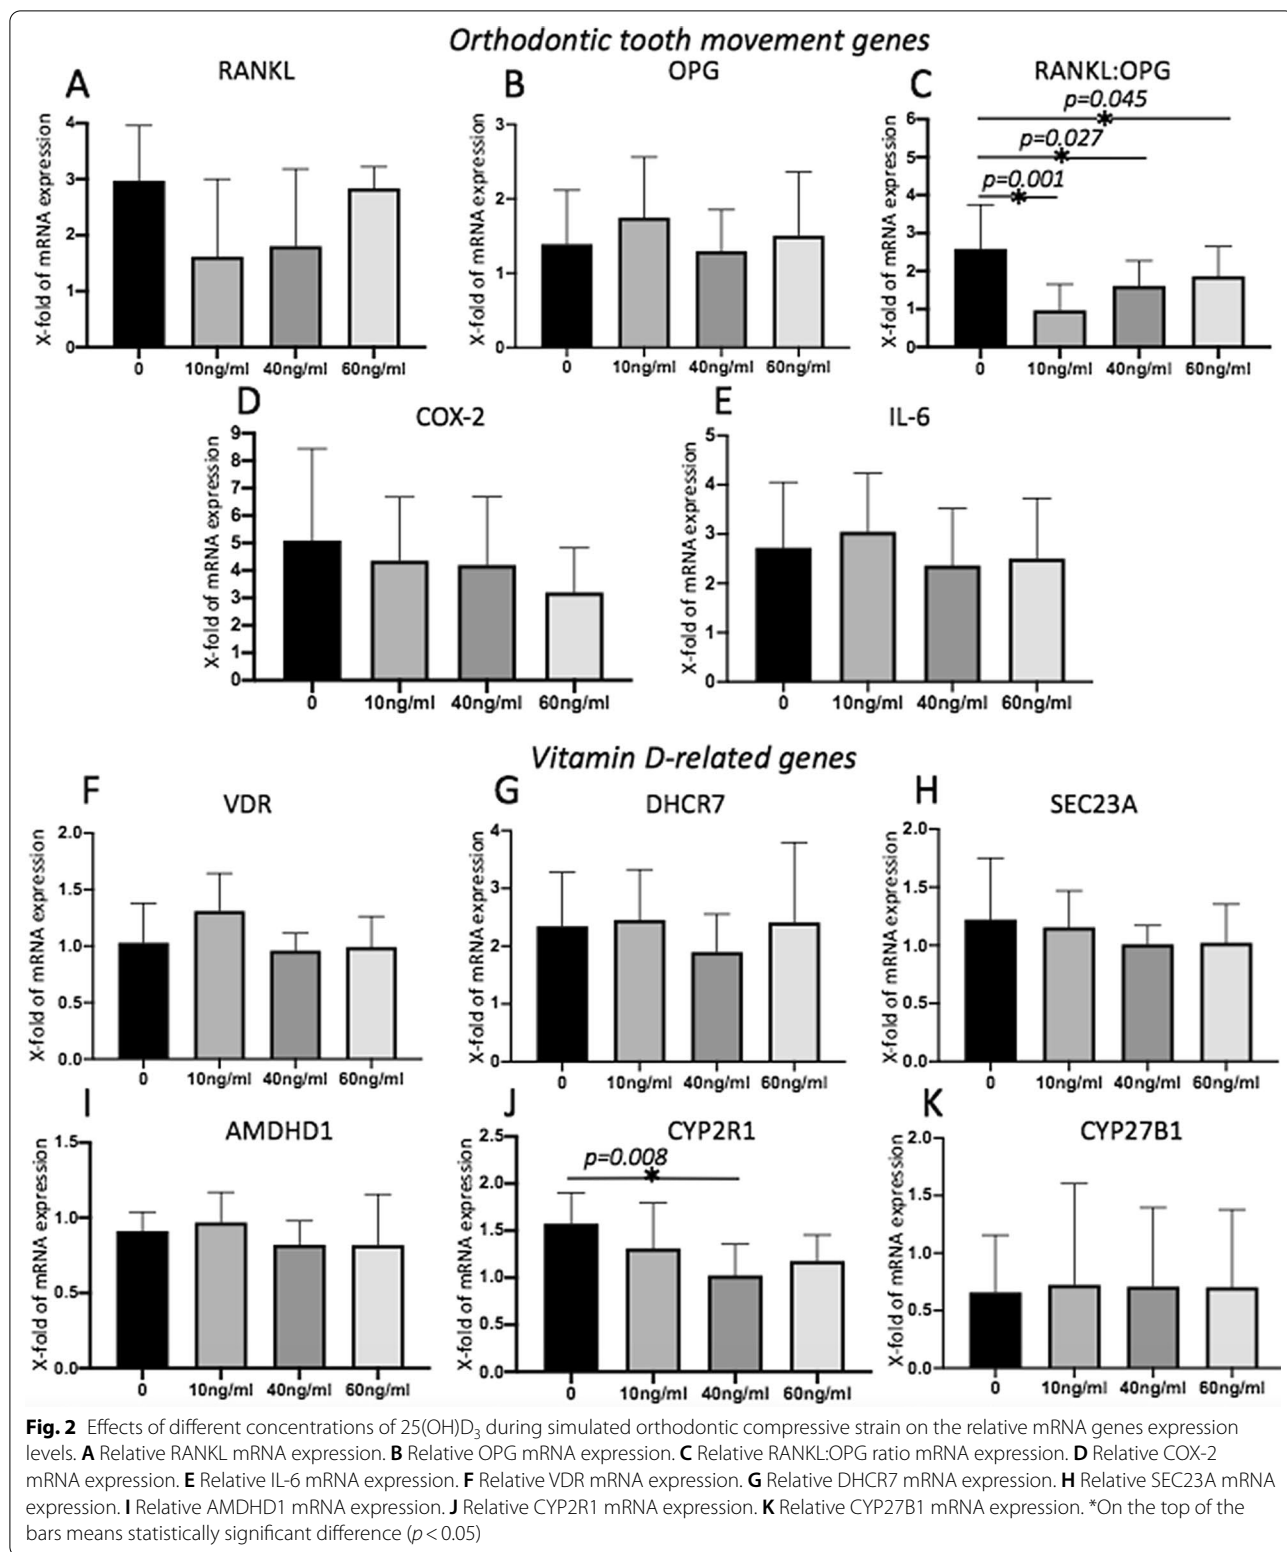 Orthodontic tooth movement genes
A
RANKL
X-fold of mRNA expression
4
3
2
1
0
0 10ng/ml 40ng/ml 60ng/ml
B
OPG
X-fold of mRNA expression
3
2
1
0
0 10ng/ml 40ng/ml 60ng/ml
C
RANKL:OPG
p=0.045
*
p=0.027
*
p=0.001
*
X-fold of mRNA expression
6
5
4
3
2
1
0
0 10ng/ml 40ng/ml 60ng/ml
D
COX-2
X-fold of mRNA expression
9
8
7
6
5
4
3
2
1
0
0 10ng/ml 40ng/ml 60ng/ml
E
IL-6
X-fold of mRNA expression
5
4
3
2
1
0
0 10ng/ml 40ng/ml 60ng/ml
Vitamin D-related genes
F
VDR
X-fold of mRNA expression
2.0
1.5
1.0
0.5
0.0
0 10ng/ml 40ng/ml 60ng/ml
G
DHCR7
X-fold of mRNA expression
4
3
2
1
0
0 10ng/ml 40ng/ml 60ng/ml
H
SEC23A
X-fold of mRNA expression
2.0
1.5
1.0
0.5
0.0
0 10ng/ml 40ng/ml 60ng/ml
I
AMDHD1
X-fold of mRNA expression
1.5
1.0
0.5
0.0
0 10ng/ml 40ng/ml 60ng/ml
J
CYP2R1
p=0.008
*
X-fold of mRNA expression
2.5
2.0
1.5
1.0
0.5
0.0
0 10ng/ml 40ng/ml 60ng/ml
K
CYP27B1
X-fold of mRNA expression
2.0
1.5
1.0
0.5
0.0
0 10ng/ml 40ng/ml 60ng/ml
Fig. 2 Effects of different concentrations of 25(OH)D₃ during simulated orthodontic compressive strain on the relative mRNA genes expression
levels. A Relative RANKL mRNA expression. B Relative OPG mRNA expression. C Relative RANKL:OPG ratio mRNA expression. D Relative COX-2
mRNA expression. E Relative IL-6 mRNA expression. F Relative VDR mRNA expression. G Relative DHCR7 mRNA expression. H Relative SEC23A mRNA
expression. I Relative AMDHD1 mRNA expression. J Relative CYP2R1 mRNA expression. K Relative CYP27B1 mRNA expression. *On the top of the
bars means statistically significant difference (p < 0.05)